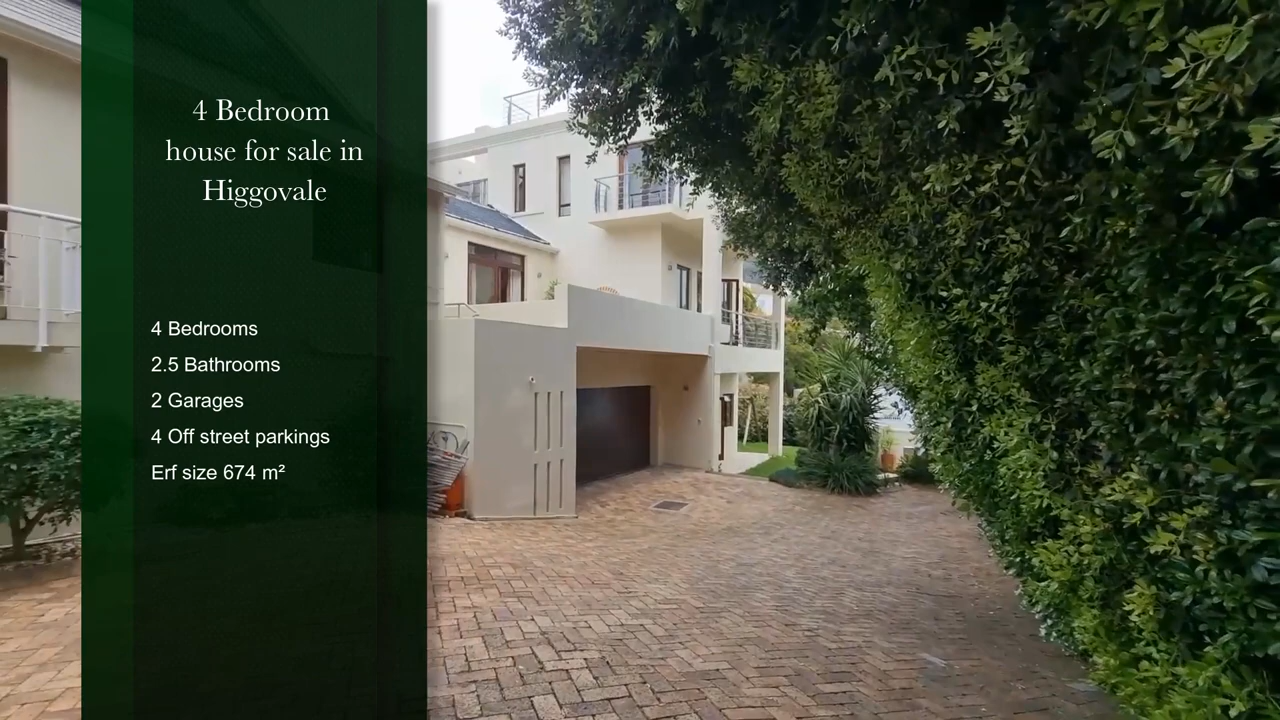 4 Bedroom
house for sale in
Higgovale
4 Bedrooms
2.5 Bathrooms
2 Garages
4 Off street parkings
Erf size 674 m²